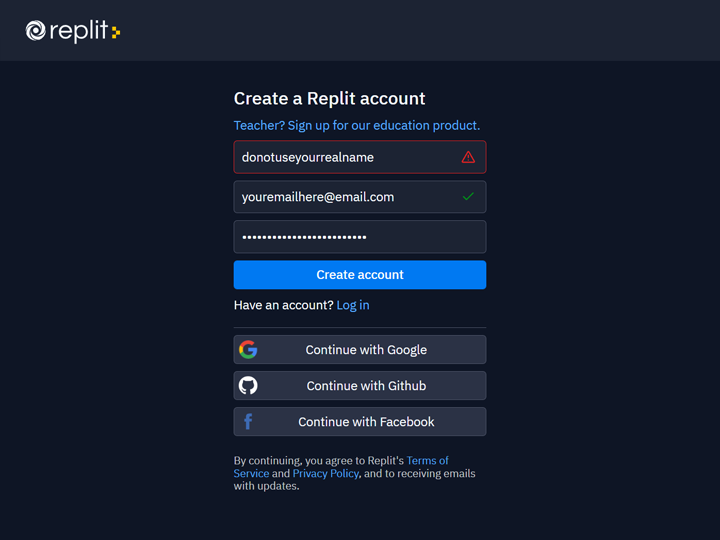 replit
Create a Replit account
Teacher? Sign up for our education product.
donotuseyourrealname
youremailhere@email.com
•••••••••••••••••••••••••
Create account
Have an account? Log in
Continue with Google
Continue with Github
Continue with Facebook
By continuing, you agree to Replit's Terms of
Service and Privacy Policy, and to receiving emails
with updates.